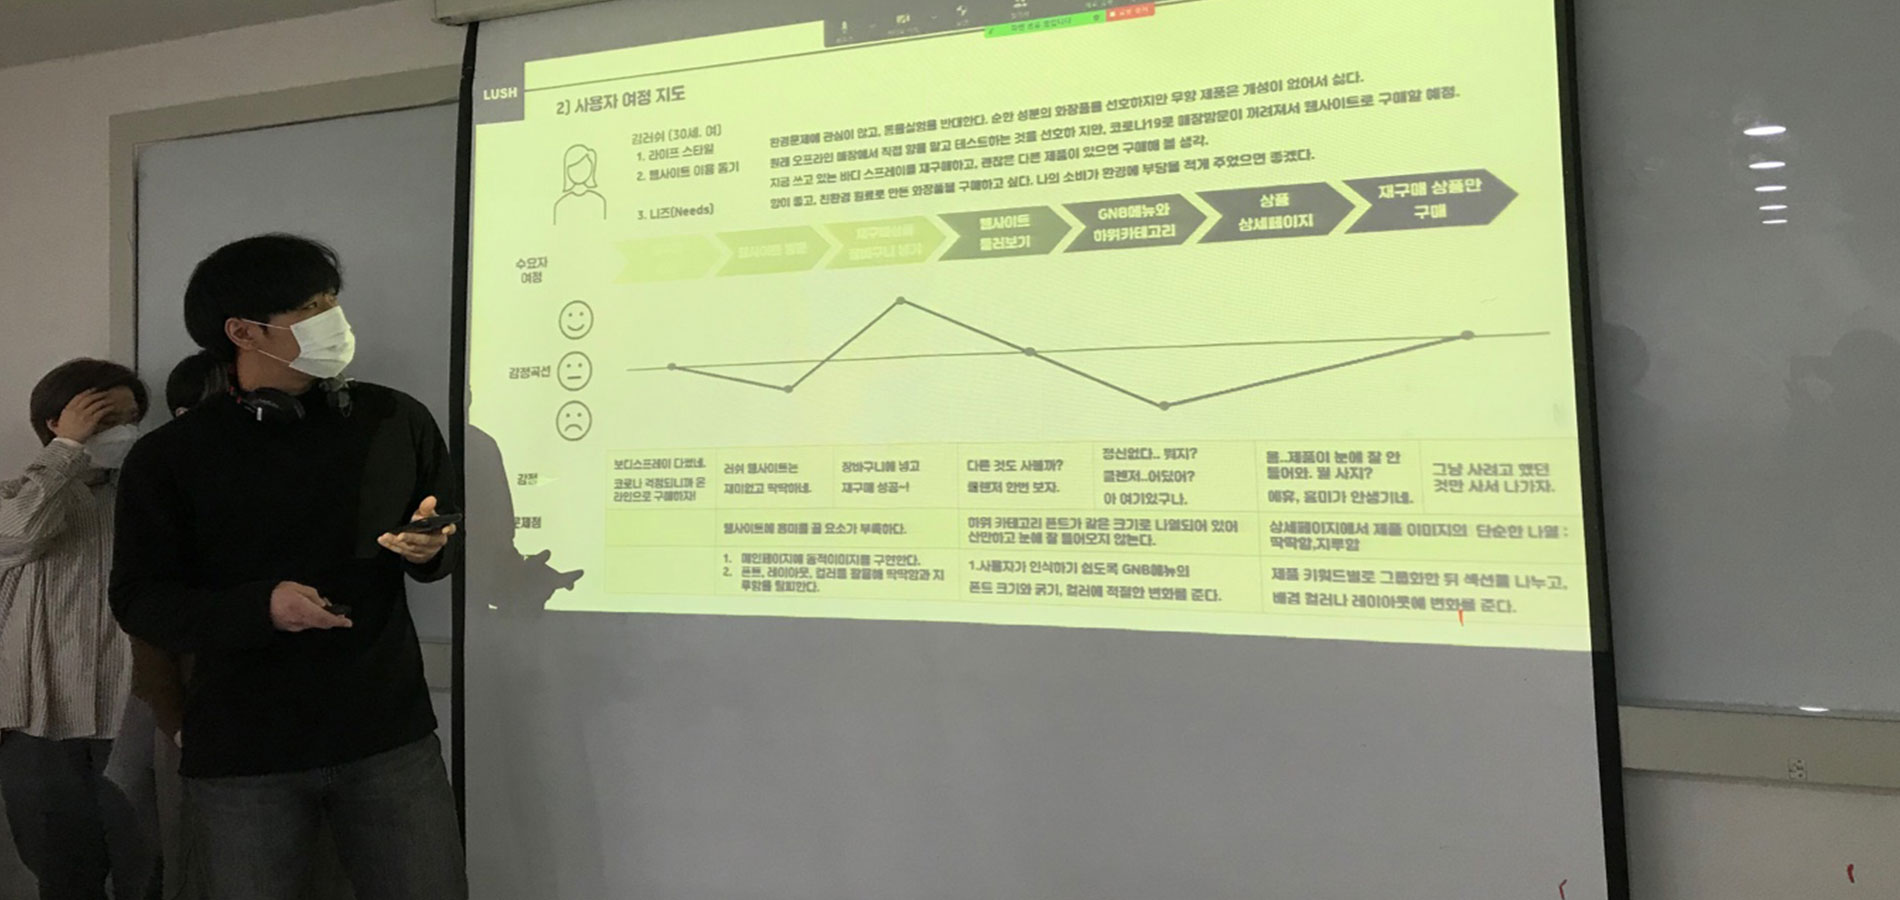 LUSH
2) 사용자 여정 지도
김러쉬 (30세. 여)
1. 라이프 스타일
2. 웹사이트 이용 동기
3. 니즈(Needs)
환경문제에 관심이 많고, 동물실험을 반대한다. 순한 성분의 화장품을 선호하지만 무향 제품은 개성이 없어서 싫다.
원래 오프라인 매장에서 직접 향을 맡고 테스트하는 것을 선호하 지만, 코로나19로 매장방문이 꺼려져서 웹사이트로 구매할 예정.
지금 쓰고 있는 바디 스프레이를 재구매하고, 괜찮은 다른 제품이 있으면 구매해 볼 생각.
향이 좋고, 친환경 원료로 만든 화장품을 구매하고 싶다. 나의 소비가 환경에 부담을 적게 주었으면 좋겠다.
수요자
여정
웹사이트 방문
재구매상품
장바구니 넣기
웹사이트
둘러보기
GNB메뉴와
하위카테고리
상품
상세페이지
재구매 상품만
구매
감정곡선
감정
보디스프레이 다썼네.
코로나 걱정되니까 온
라인으로 구매하자!
러쉬 웹사이트는
재미없고 딱딱하네.
장바구니에 넣고
재구매 성공~!
다른 것도 사볼까?
클렌저 한번 보자.
정신없다.. 뭐지?
클렌저..어딨어?
아 여기있구나.
음..제품이 눈에 잘 안
들어와. 뭘 사지?
에휴, 흥미가 안생기네.
그냥 사려고 했던
것만 사서 나가자.
문제점
웹사이트에 흥미를 끌 요소가 부족하다.
하위 카테고리 폰트가 같은 크기로 나열되어 있어
산만하고 눈에 잘 들어오지 않는다.
상세페이지에서 제품 이미지의 단순한 나열 :
딱딱함,지루함
1. 메인페이지에 동적이미지를 구현한다.
2. 폰트, 레이아웃, 컬러를 활용해 딱딱함과 지
루함을 탈피한다.
1.사용자가 인식하기 쉽도록 GNB메뉴의
폰트 크기와 굵기, 컬러에 적절한 변화를 준다.
제품 키워드별로 그룹화한 뒤 섹션을 나누고,
배경 컬러나 레이아웃에 변화를 준다.